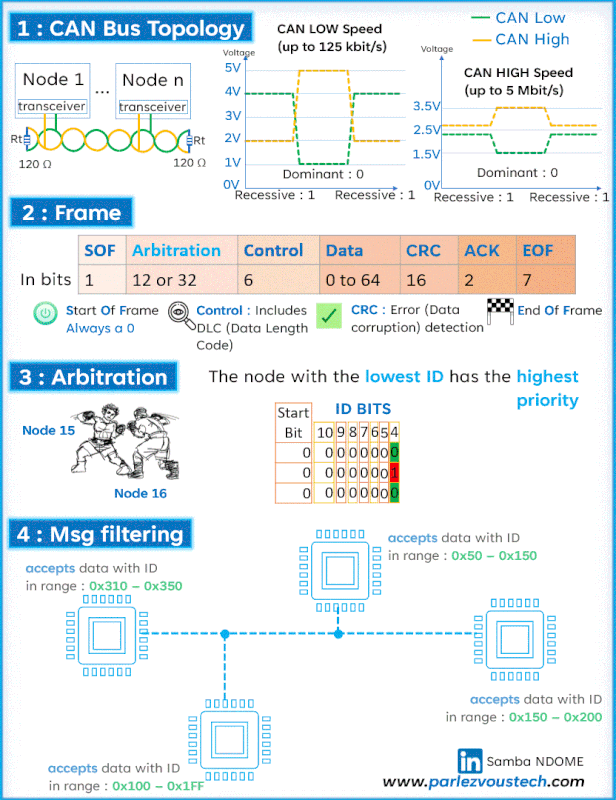 1 : CAN Bus Topology
Node 1
...
Node n
transceiver
transceiver
Rt
Rt
120 Ω
120 Ω
CAN LOW Speed
(up to 125 kbit/s)
Voltage
5V
4V
3V
2V
1V
0V
Dominant : 0
Recessive : 1
Recessive : 1
CAN Low
CAN High
Voltage
CAN HIGH Speed
(up to 5 Mbit/s)
3.5V
2.5V
1.5V
0V
Dominant : 0
Recessive : 1
Recessive : 1
2 : Frame
SOF Arbitration Control Data CRC ACK EOF
In bits 1 12 or 32 6 0 to 64 16 2 7
Start Of Frame
Always a 0
Control : Includes
DLC (Data Length
Code)
CRC : Error (Data
corruption) detection
End Of Frame
3 : Arbitration
The node with the lowest ID has the highest
priority
Node 15
Node 16
ID BITS
Start
Bit
10 9 8 7 6 5 4
0 0 0 0 0 0 0 0
0 0 0 0 0 0 0 1
0 0 0 0 0 0 0 0
4 : Msg filtering
accepts data with ID
in range : 0x310 – 0x350
accepts data with ID
in range : 0x50 – 0x150
accepts data with ID
in range : 0x150 – 0x200
accepts data with ID
in range : 0x100 – 0x1FF
in Samba NDOME
www.parlezvoustech.com